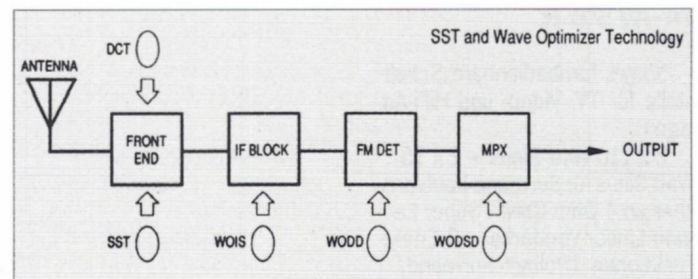 SST and Wave Optimizer Technology
DCT
ANTENNA
FRONT
END
IF BLOCK
FM DET
MPX
OUTPUT
SST
WOIS
WODD
WODSD